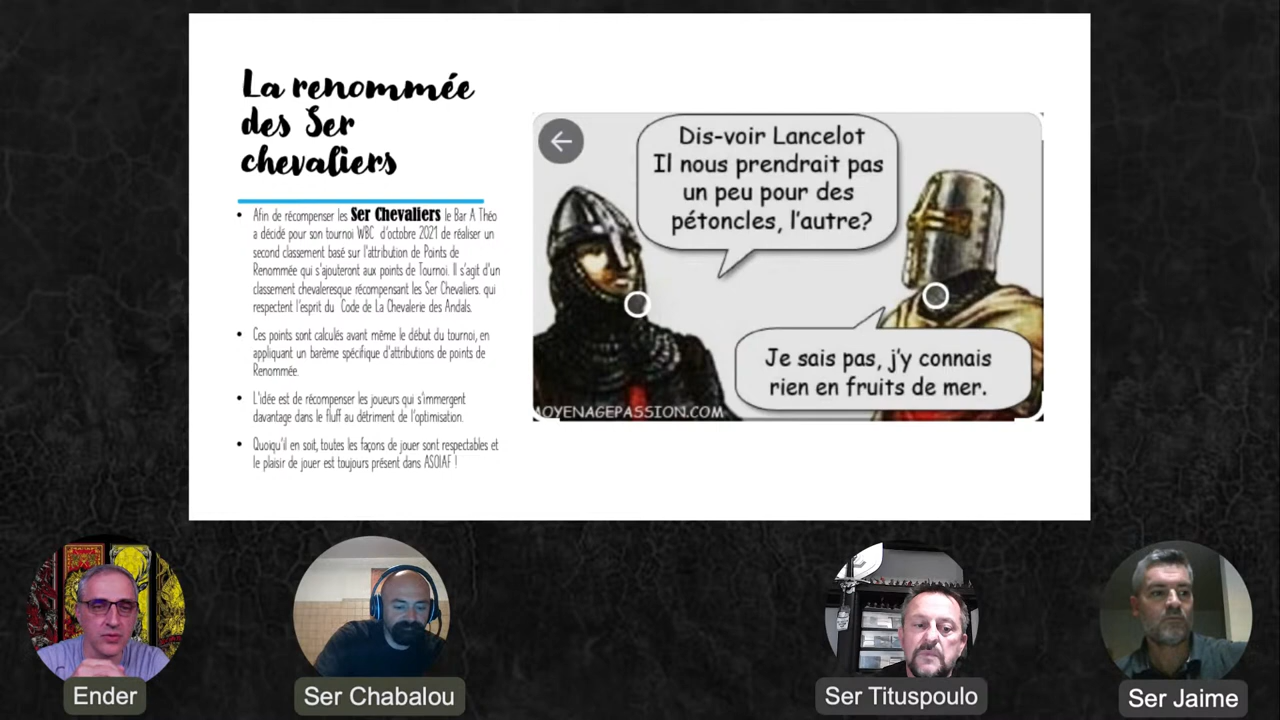 La renommée
des Ser
chevaliers
• Afin de récompenser les Ser Chevaliers le Bar A Théo
a décidé pour son tournoi WBC d'octobre 2021 de réaliser un
second classement basé sur l'attribution de Points de
Renommée qui s'ajouteront aux points de Tournoi. Il s'agit d'un
classement chevaleresque récompensant les Ser Chevaliers. qui
respectent l'esprit du Code de La Chevalerie des Andals.
• Ces points sont calculés avant même le début du tournoi, en
appliquant un barème spécifique d'attributions de points de
Renommée.
• L'idée est de récompenser les joueurs qui s'immergent
davantage dans le fluff au détriment de l'optimisation.
• Quoiqu'il en soit, toutes les façons de jouer sont respectables et
le plaisir de jouer est toujours présent dans ASOIAF !
Dis-voir Lancelot
Il nous prendrait pas
un peu pour des
pétoncles, l'autre?
Je sais pas, j'y connais
rien en fruits de mer.
MOYENAGEPASSION.COM
Ender
Ser Chabalou
Ser Tituspoulo
Ser Jaime